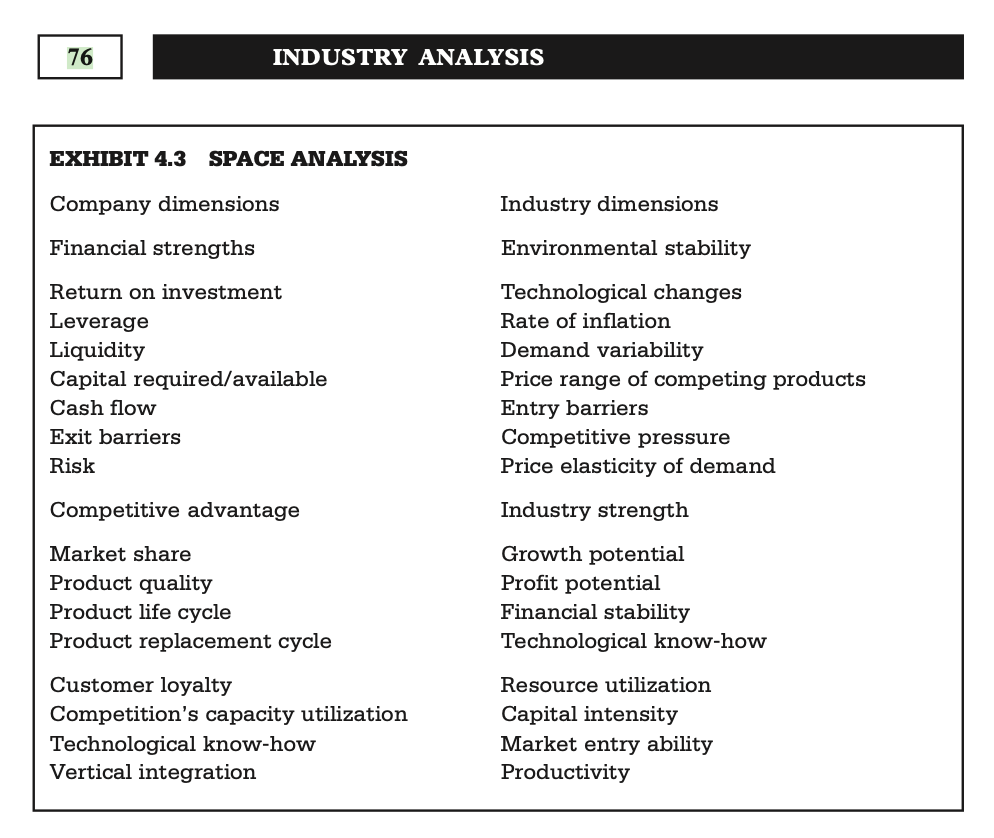 76
INDUSTRY ANALYSIS
EXHIBIT 4.3 SPACE ANALYSIS
Company dimensions Industry dimensions
Financial strengths Environmental stability
Return on investment Technological changes
Leverage Rate of inflation
Liquidity Demand variability
Capital required/available Price range of competing products
Cash flow Entry barriers
Exit barriers Competitive pressure
Risk Price elasticity of demand
Competitive advantage Industry strength
Market share Growth potential
Product quality Profit potential
Product life cycle Financial stability
Product replacement cycle Technological know-how
Customer loyalty Resource utilization
Competition's capacity utilization Capital intensity
Technological know-how Market entry ability
Vertical integration Productivity